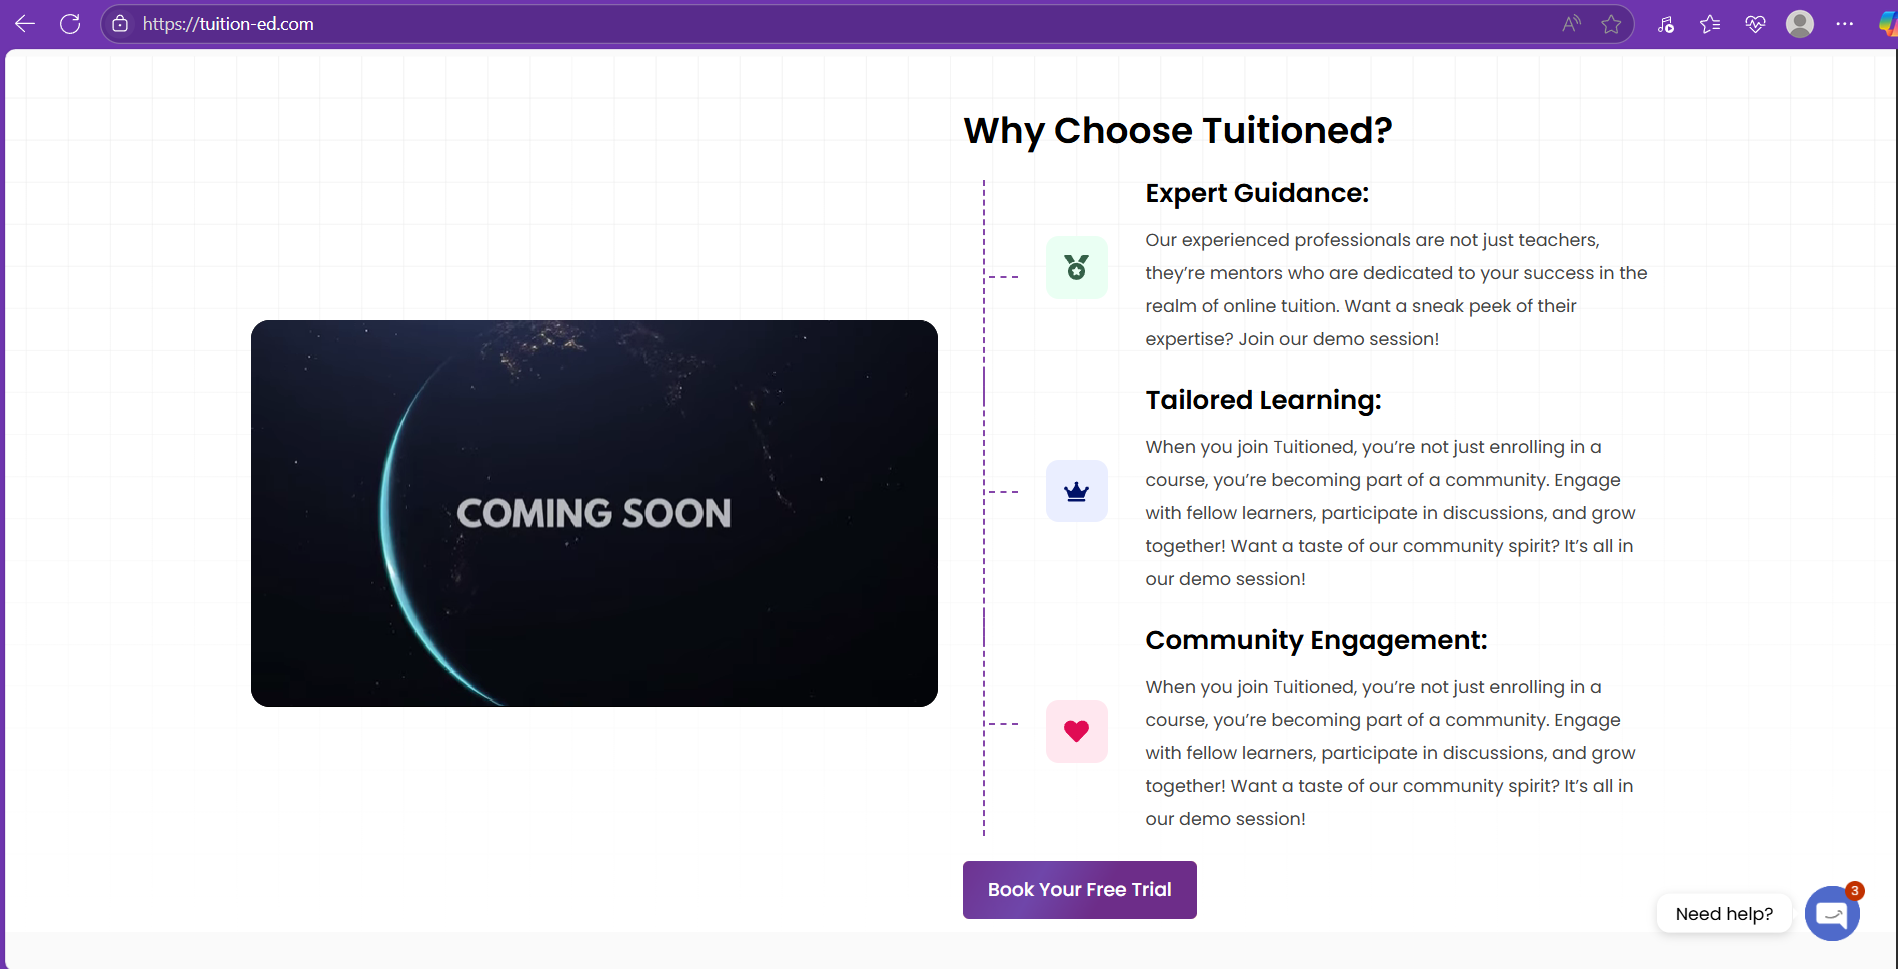 https://tuition-ed.com
Why Choose Tuitioned?
Expert Guidance:
Our experienced professionals are not just teachers,
they’re mentors who are dedicated to your success in the
realm of online tuition. Want a sneak peek of their
expertise? Join our demo session!
COMING SOON
Tailored Learning:
When you join Tuitioned, you’re not just enrolling in a
course, you’re becoming part of a community. Engage
with fellow learners, participate in discussions, and grow
together! Want a taste of our community spirit? It’s all in
our demo session!
Community Engagement:
When you join Tuitioned, you’re not just enrolling in a
course, you’re becoming part of a community. Engage
with fellow learners, participate in discussions, and grow
together! Want a taste of our community spirit? It’s all in
our demo session!
Book Your Free Trial
Need help?
3